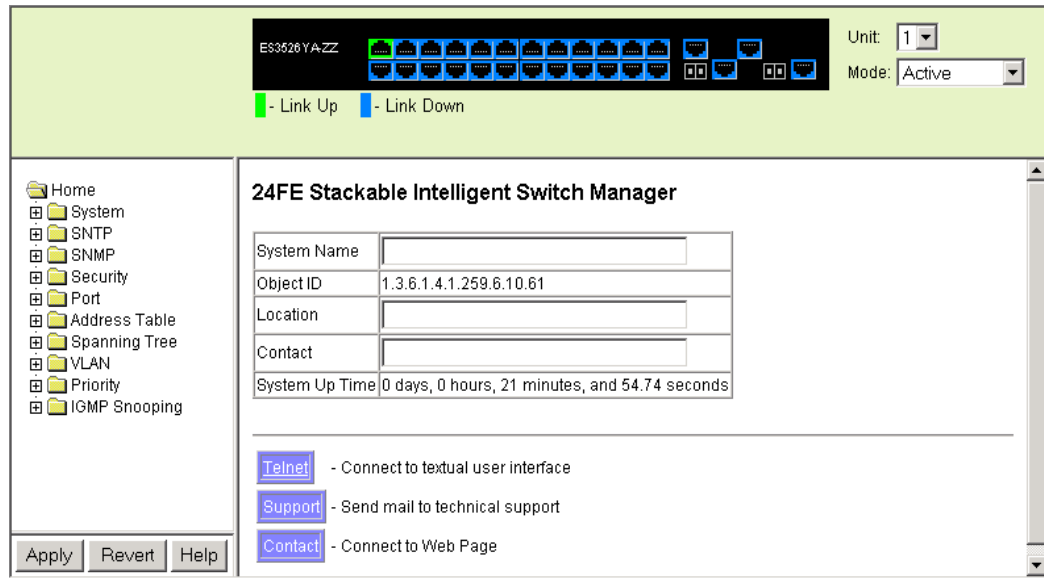 ES3526YA-ZZ
Unit: 1
Mode: Active
- Link Up - Link Down
Home
System
SNTP
SNMP
Security
Port
Address Table
Spanning Tree
VLAN
Priority
IGMP Snooping
Apply Revert Help
24FE Stackable Intelligent Switch Manager
System Name
Object ID 1.3.6.1.4.1.259.6.10.61
Location
Contact
System Up Time 0 days, 0 hours, 21 minutes, and 54.74 seconds
Telnet - Connect to textual user interface
Support - Send mail to technical support
Contact - Connect to Web Page